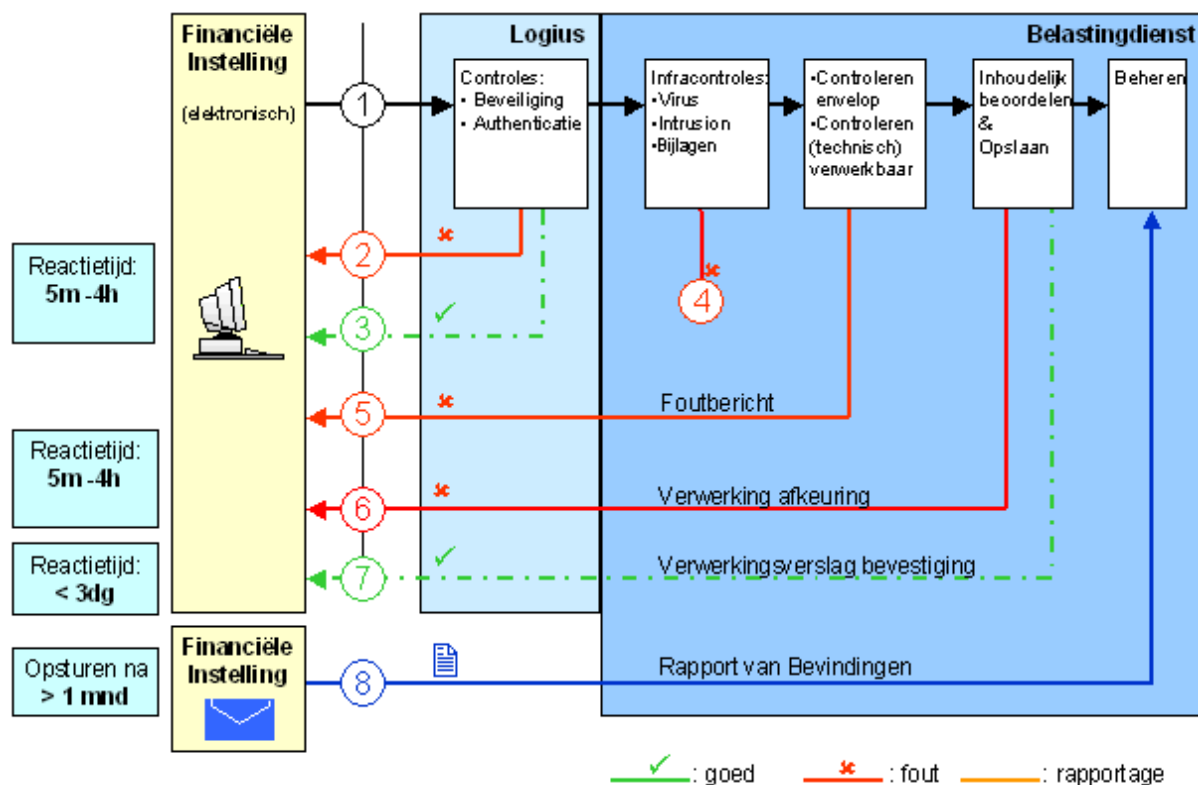 Financiële
Instelling
(elektronisch)
Logius
Belastingdienst
Controles:
• Beveiliging
• Authenticatie
Infracontroles:
•Virus
•Intrusion
•Bijlagen
•Controleren
envelop
•Controleren
(technisch)
verwerkbaar
Inhoudelijk
beoordelen
&
Opslaan
Beheren
1
Reactietijd:
5m -4h
2
3
4
5
Foutbericht
Reactietijd:
5m -4h
6
Verwerking afkeuring
Reactietijd:
< 3dg
7
Verwerkingsverslag bevestiging
Opsturen na
> 1 mnd
Financiële
Instelling
8
Rapport van Bevindingen
: goed
: fout
: rapportage